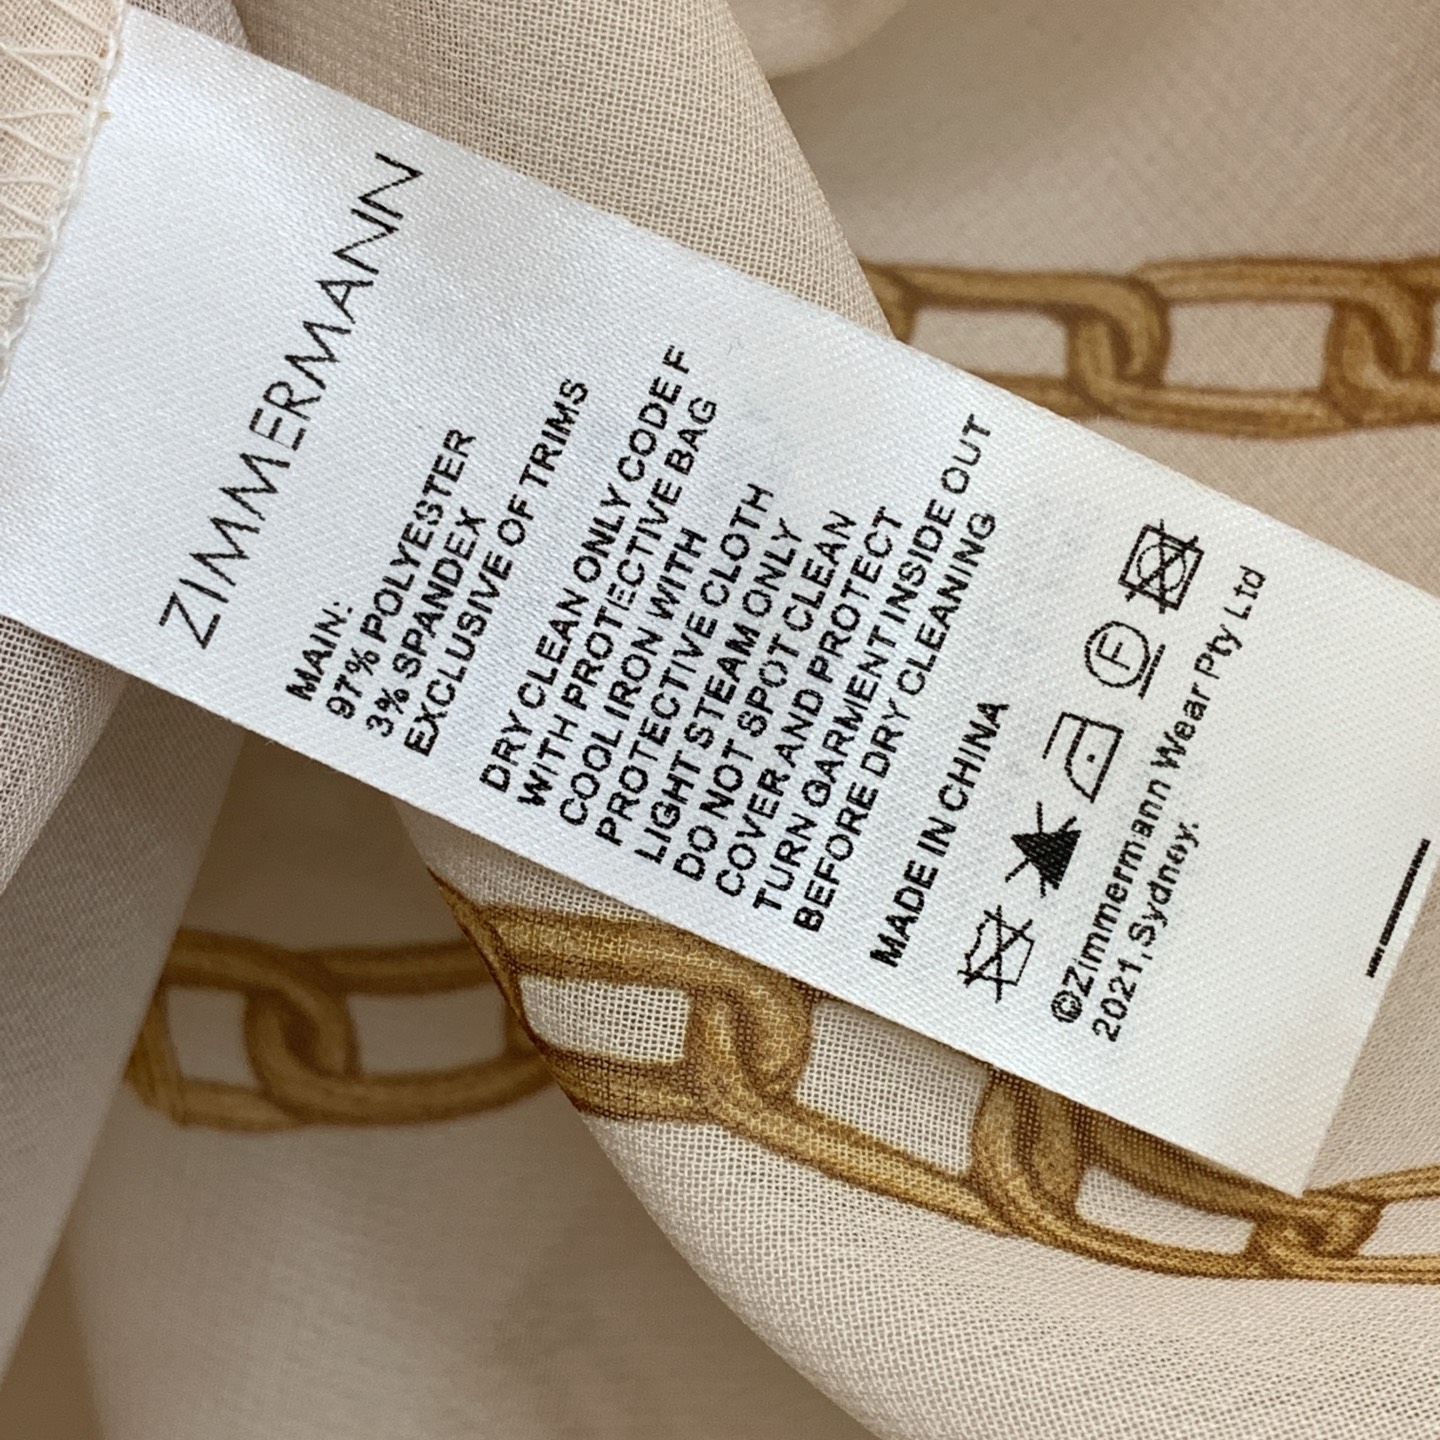 ZIMMERMANN
MAIN:
97% POLYESTER
3% SPANDEX
EXCLUSIVE OF TRIMS
DRY CLEAN ONLY CODE F
WITH PROTECTIVE BAG
COOL IRON WITH
PROTECTIVE CLOTH
LIGHT STEAM ONLY
DO NOT SPOT CLEAN
COVER AND PROTECT
TURN GARMENT INSIDE OUT
BEFORE DRY CLEANING
MADE IN CHINA
F
©Zimmermann Wear Pty Ltd
2021,Sydney.